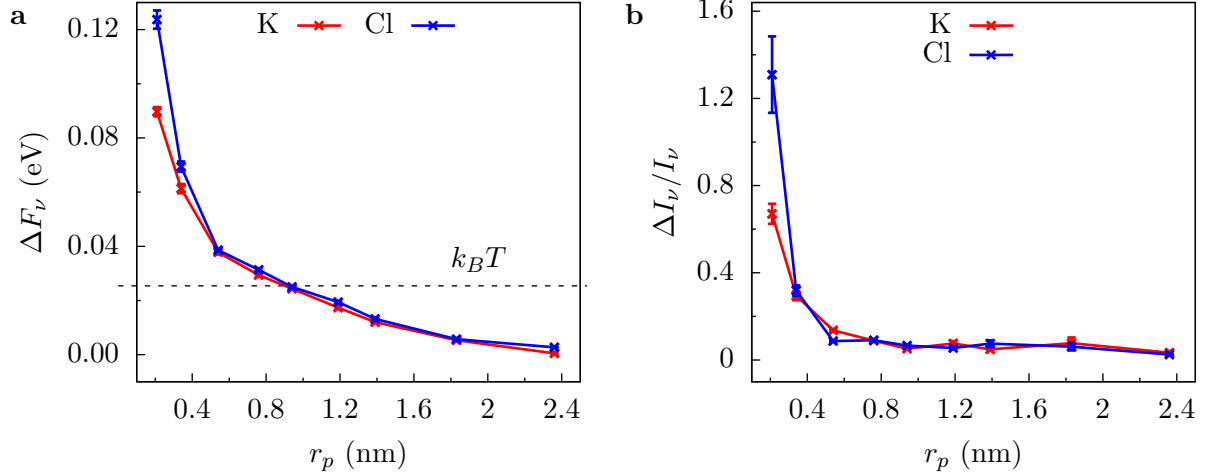 a
K Cl
0.12
0.08
0.04
0.00
ΔF_ν (eV)
k_BT
0.4 0.8 1.2 1.6 2 2.4
r_p (nm)
b
K
Cl
1.6
1.2
0.8
0.4
0
ΔI_ν/I_ν
0.4 0.8 1.2 1.6 2 2.4
r_p (nm)